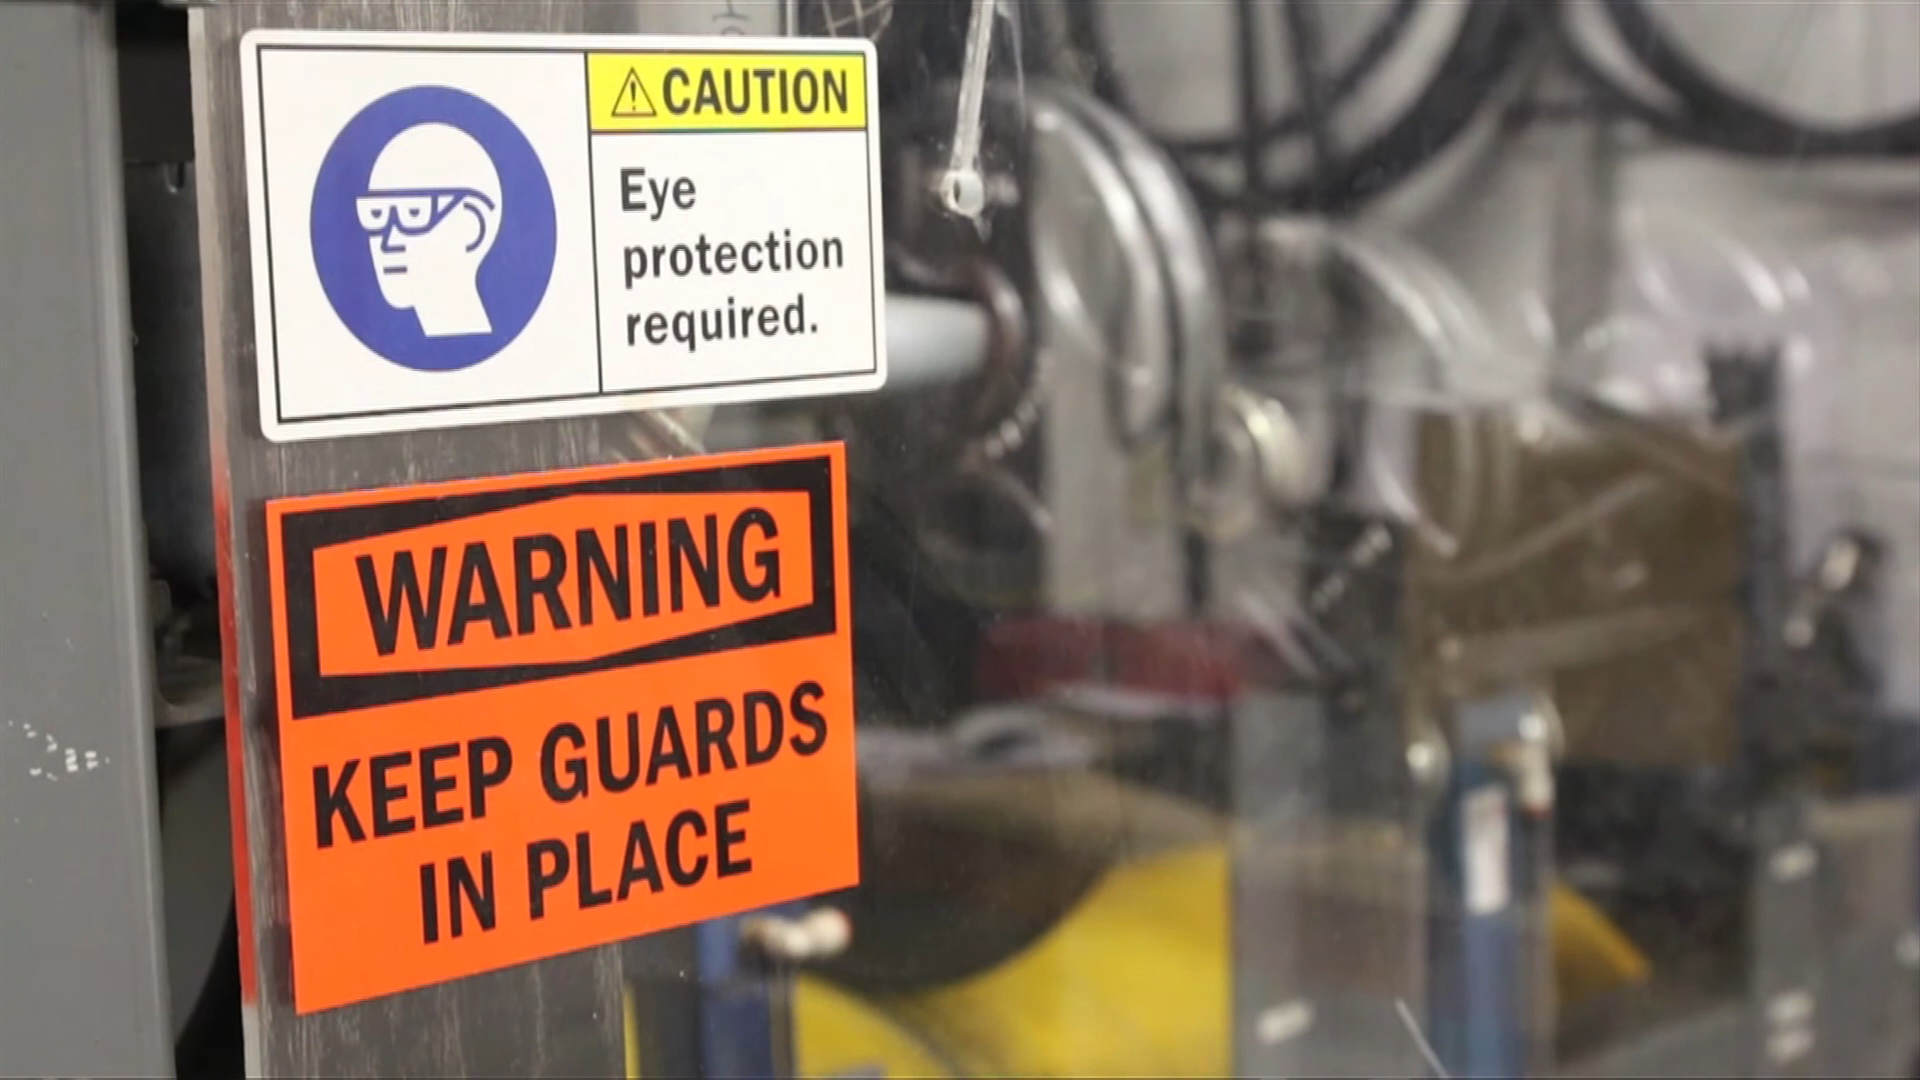 CAUTION
Eye
protection
required.
WARNING
KEEP GUARDS
IN PLACE